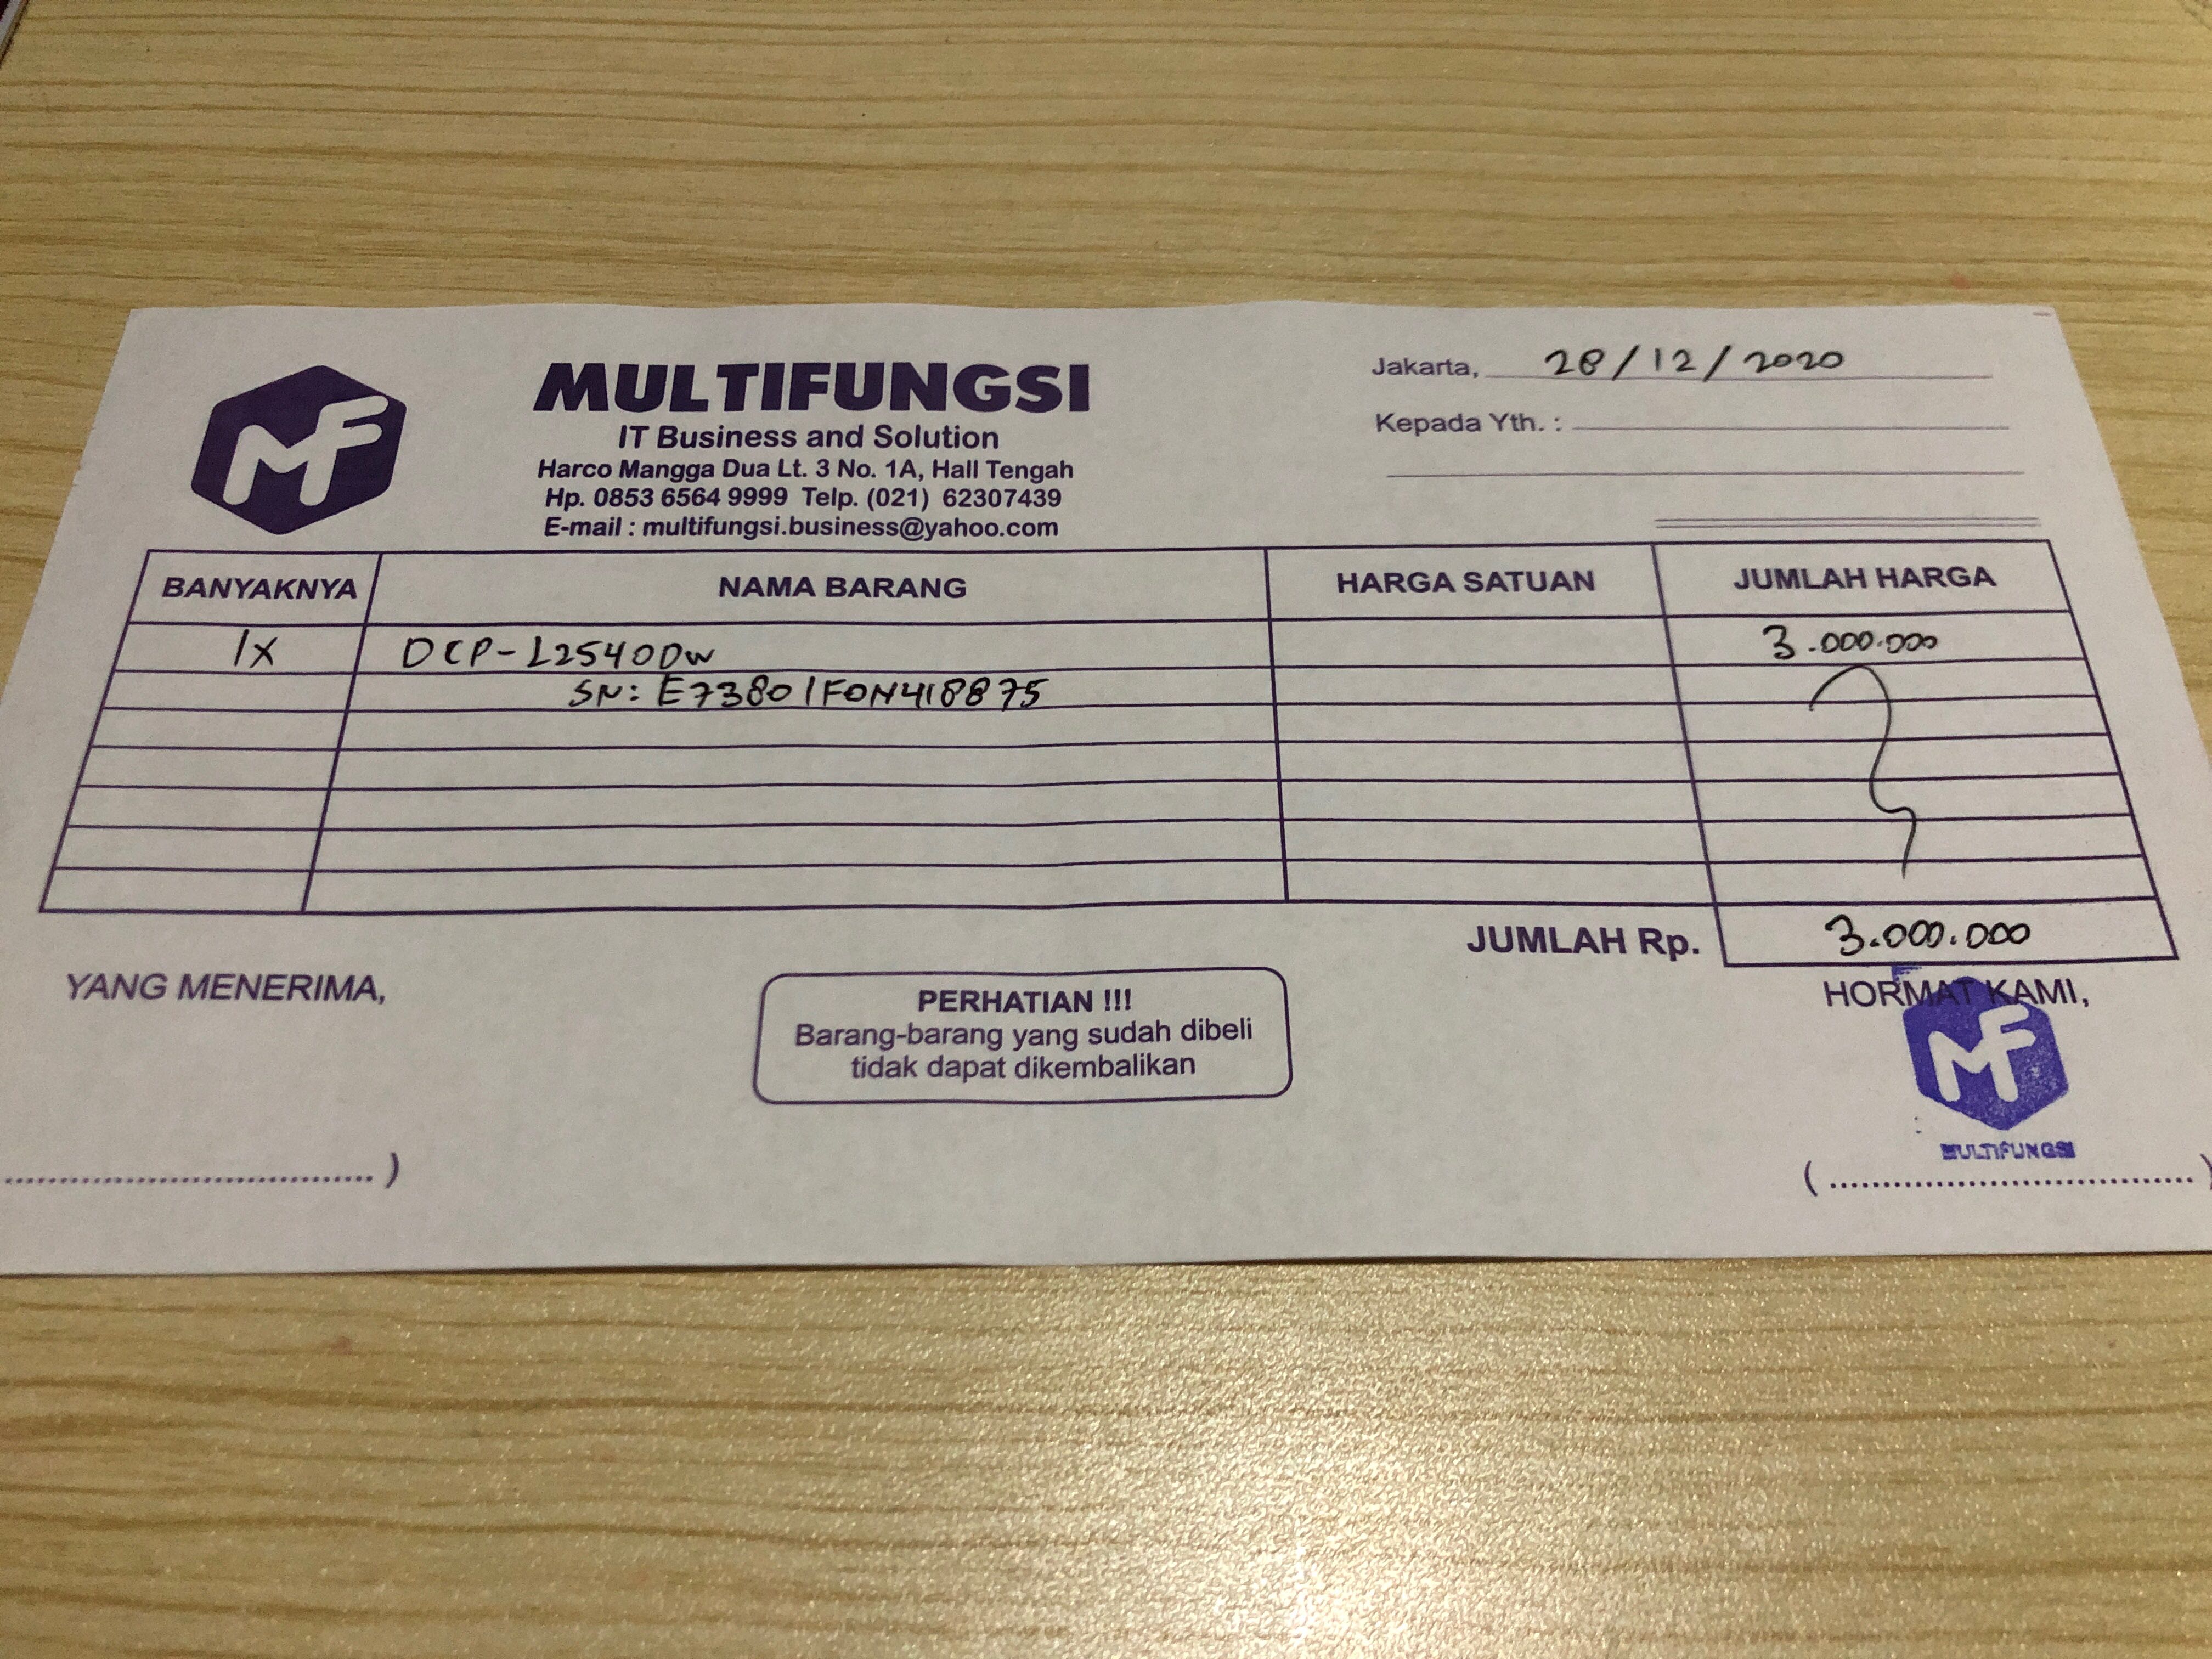 MF
MULTIFUNGSI
IT Business and Solution
Harco Mangga Dua Lt. 3 No. 1A, Hall Tengah
Hp. 0853 6564 9999 Telp. (021) 62307439
E-mail : multifungsi.business@yahoo.com
Jakarta, 28/12/2020
Kepada Yth. :
BANYAKNYA NAMA BARANG HARGA SATUAN JUMLAH HARGA
1X DCP-L2540DW 3.000.000
SN: E73801F0N418875
JUMLAH Rp. 3.000.000
YANG MENERIMA,
PERHATIAN !!!
Barang-barang yang sudah dibeli
tidak dapat dikembalikan
HORMAT KAMI,
MF
MULTIFUNGSI